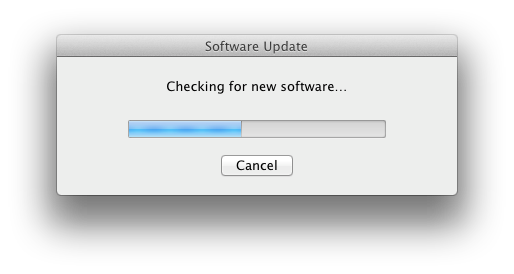 Software Update
Checking for new software…
Cancel